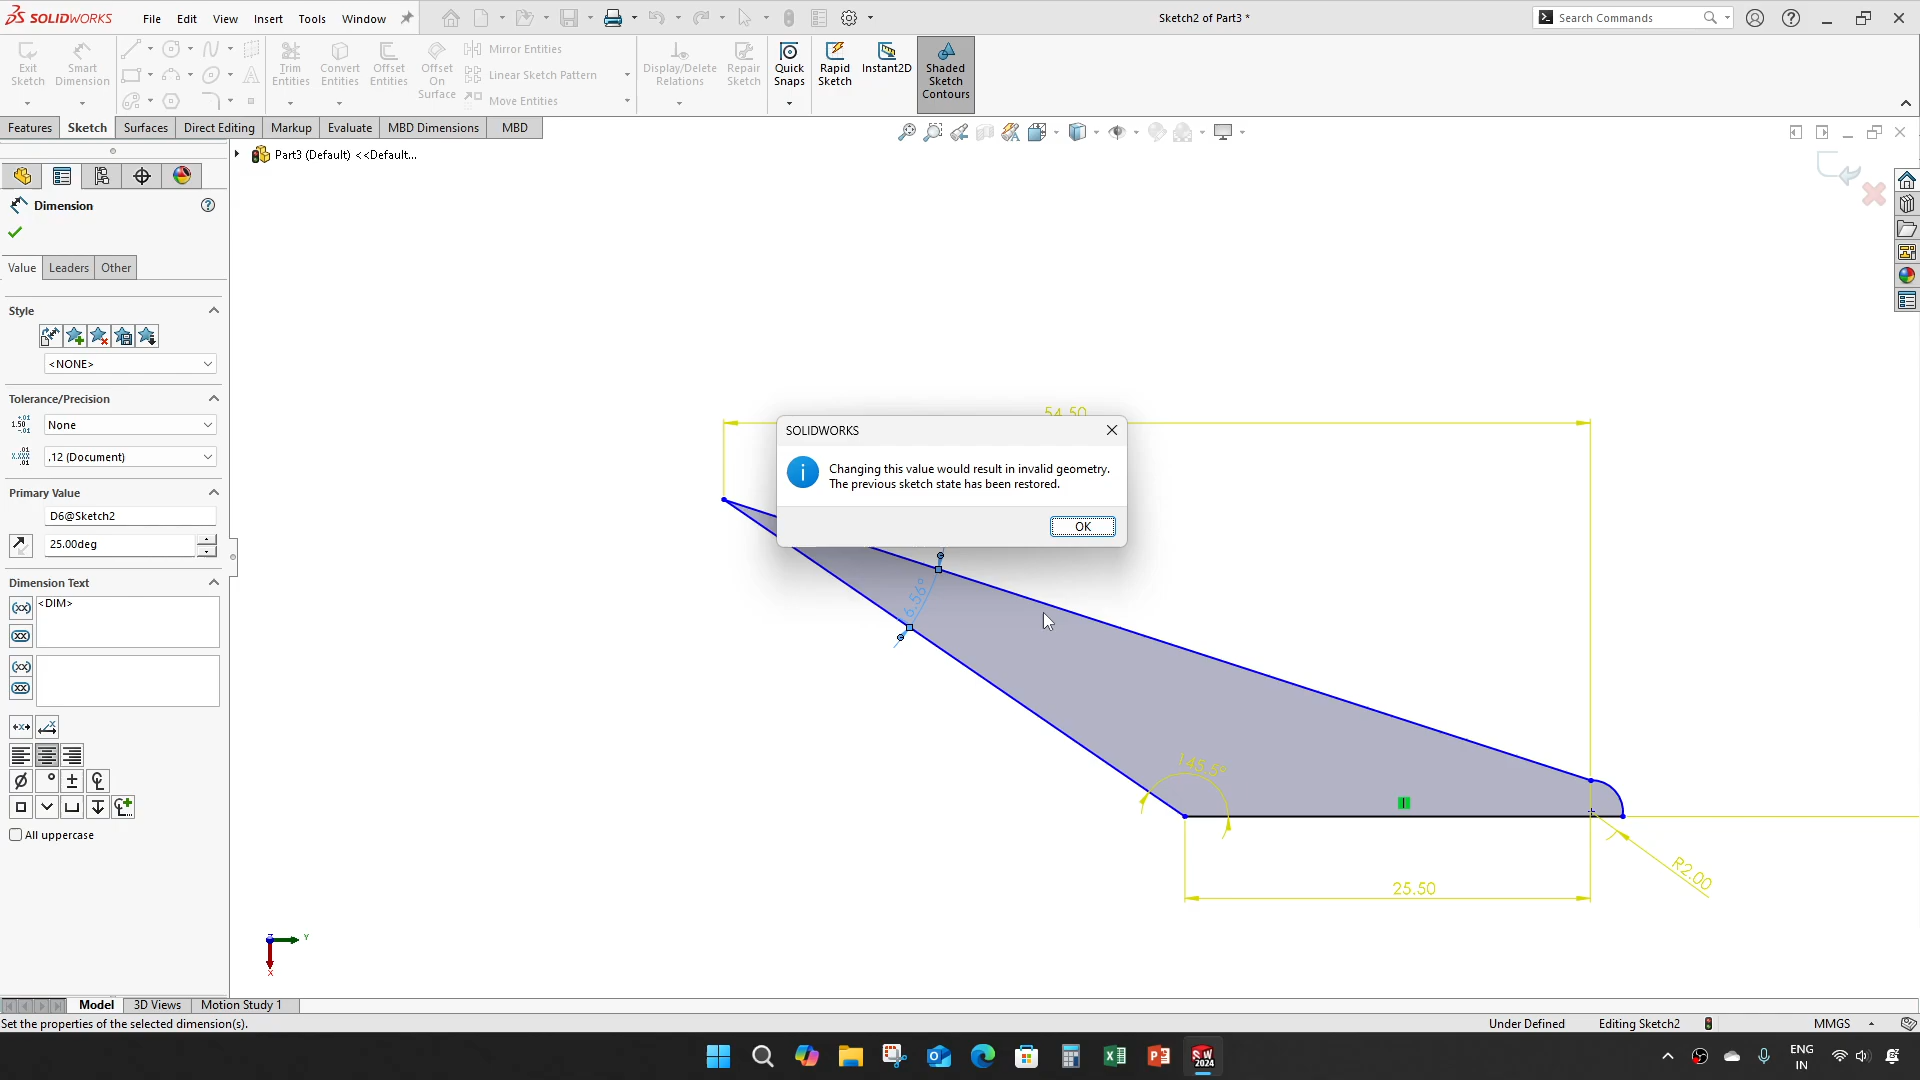 SOLIDWORKS
File Edit View Insert Tools Window
Sketch2 of Part3 *
Search Commands
Exit Sketch
Smart Dimension
Trim Entities
Convert Entities
Offset Entities
Offset On Surface
Mirror Entities
Linear Sketch Pattern
Move Entities
Display/Delete Relations
Repair Sketch
Quick Snaps
Rapid Sketch
Instant2D
Shaded Sketch Contours
Features Sketch Surfaces Direct Editing Markup Evaluate MBD Dimensions MBD
Part3 (Default) <<Default...
Dimension
Value Leaders Other
Style
<NONE>
Tolerance/Precision
None
.12 (Document)
Primary Value
D6@Sketch2
25.00deg
Dimension Text
<DIM>
All uppercase
54.50
SOLIDWORKS
Changing this value would result in invalid geometry.
The previous sketch state has been restored.
OK
145.5°
25.50
R2.00
Y
X
Model 3D Views Motion Study 1
Set the properties of the selected dimension(s).
Under Defined Editing Sketch2 MMGS
ENG
IN